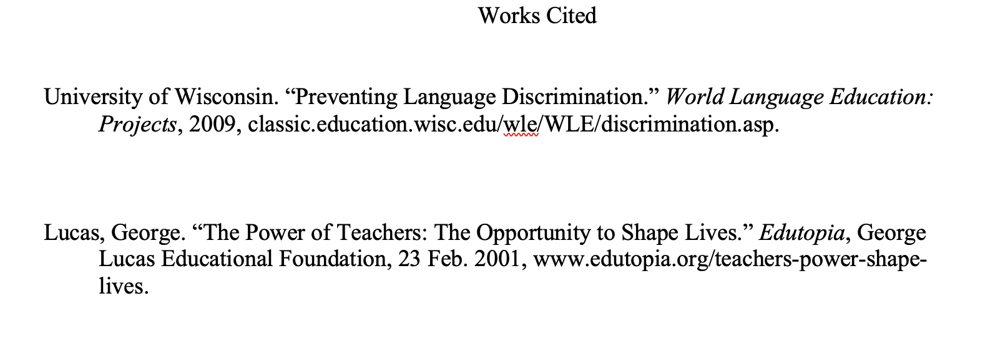 Works Cited
University of Wisconsin. “Preventing Language Discrimination.” World Language Education:
Projects, 2009, classic.education.wisc.edu/wle/WLE/discrimination.asp.
Lucas, George. “The Power of Teachers: The Opportunity to Shape Lives.” Edutopia, George
Lucas Educational Foundation, 23 Feb. 2001, www.edutopia.org/teachers-power-shape-
lives.